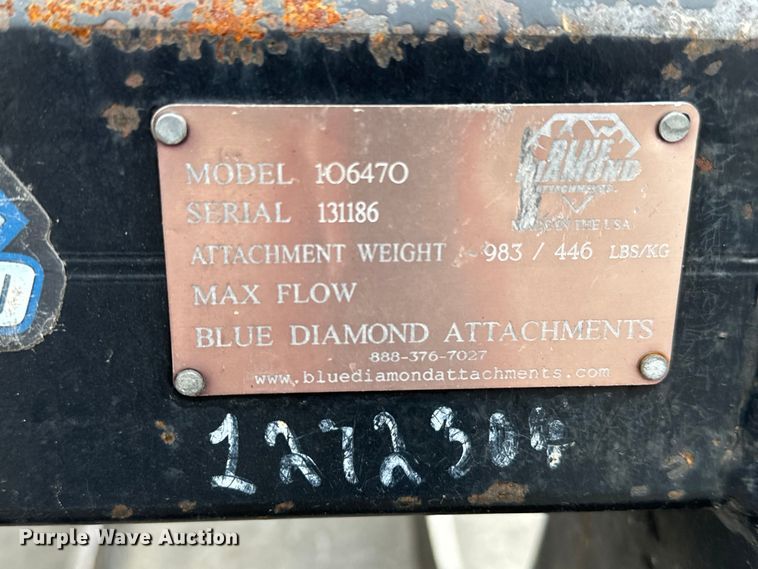 BLUE
DIAMOND
ATTACHMENTS.
MADE IN THE USA
MODEL 106470
SERIAL 131186
ATTACHMENT WEIGHT 983 / 446 LBS/KG
MAX FLOW
BLUE DIAMOND ATTACHMENTS
888-376-7027
www.bluediamondattachments.com
1272304
Purple Wave Auction